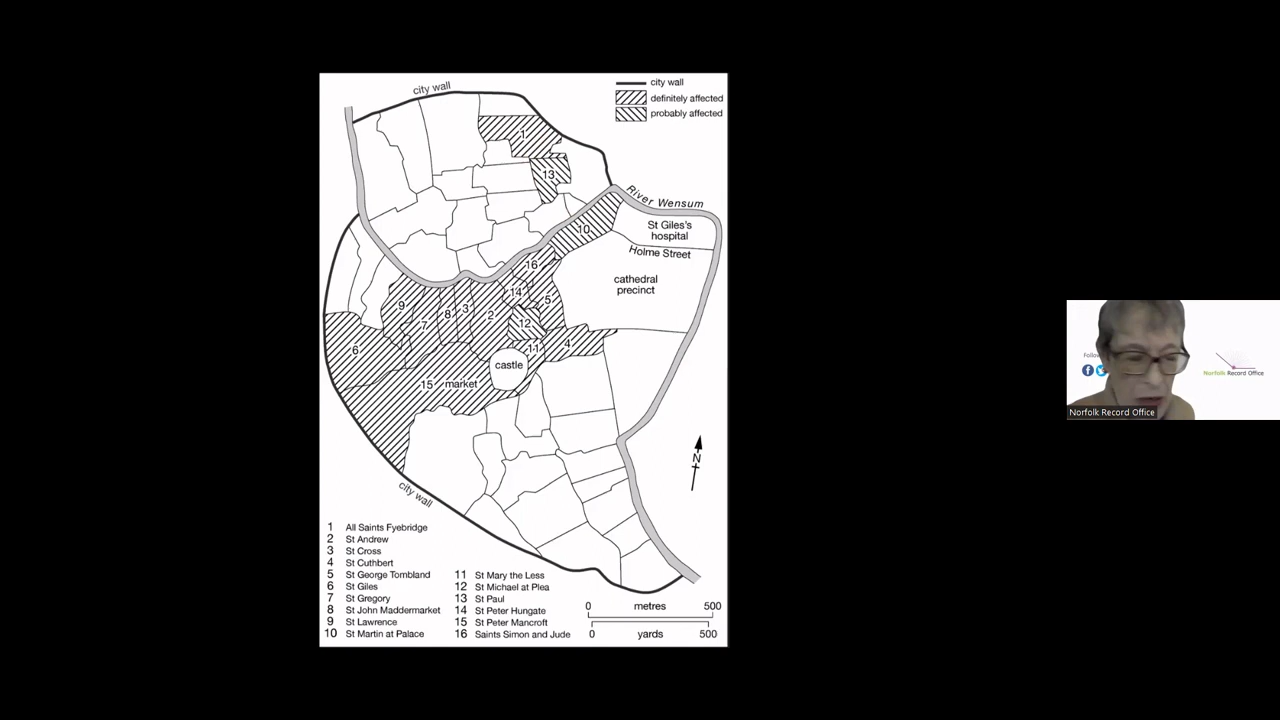 city wall
city wall
definitely affected
probably affected
1
13
River Wensum
10
St Giles's
hospital
Holme Street
16
cathedral
precinct
14
5
9
8
3
2
7
12
4
11
6
castle
15 market
N
city wall
1 All Saints Fyebridge
2 St Andrew
3 St Cross
4 St Cuthbert
5 St George Tombland
6 St Giles
7 St Gregory
8 St John Maddermarket
9 St Lawrence
10 St Martin at Palace
11 St Mary the Less
12 St Michael at Plea
13 St Paul
14 St Peter Hungate
15 St Peter Mancroft
16 Saints Simon and Jude
0 metres 500
0 yards 500
Norfolk Record Office
Norfolk Record Office